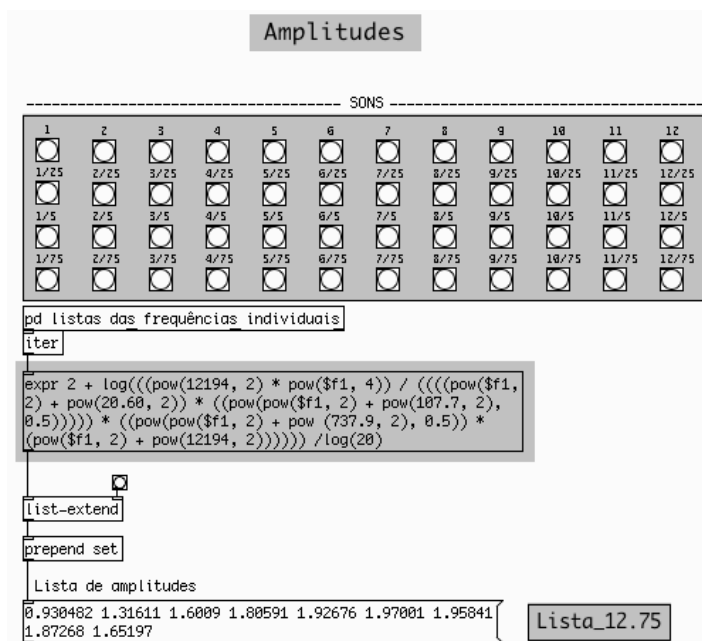 Amplitudes
SONS
1 2 3 4 5 6 7 8 9 10 11 12
1/25 2/25 3/25 4/25 5/25 6/25 7/25 8/25 9/25 10/25 11/25 12/25
1/5 2/5 3/5 4/5 5/5 6/5 7/5 8/5 9/5 10/5 11/5 12/5
1/75 2/75 3/75 4/75 5/75 6/75 7/75 8/75 9/75 10/75 11/75 12/75
pd listas das frequências individuais
iter
expr 2 + log(((pow(12194, 2) * pow($f1, 4)) / ((((pow($f1,
2) + pow(20.60, 2)) * ((pow(pow($f1, 2) + pow(107.7, 2),
0.5))))) * ((pow(pow($f1, 2) + pow (737.9, 2), 0.5)) *
(pow($f1, 2) + pow(12194, 2)))))) /log(20)
list-extend
prepend set
Lista de amplitudes
0.930482 1.31611 1.6009 1.80591 1.92676 1.97001 1.95841
1.87268 1.65197
Lista_12.75